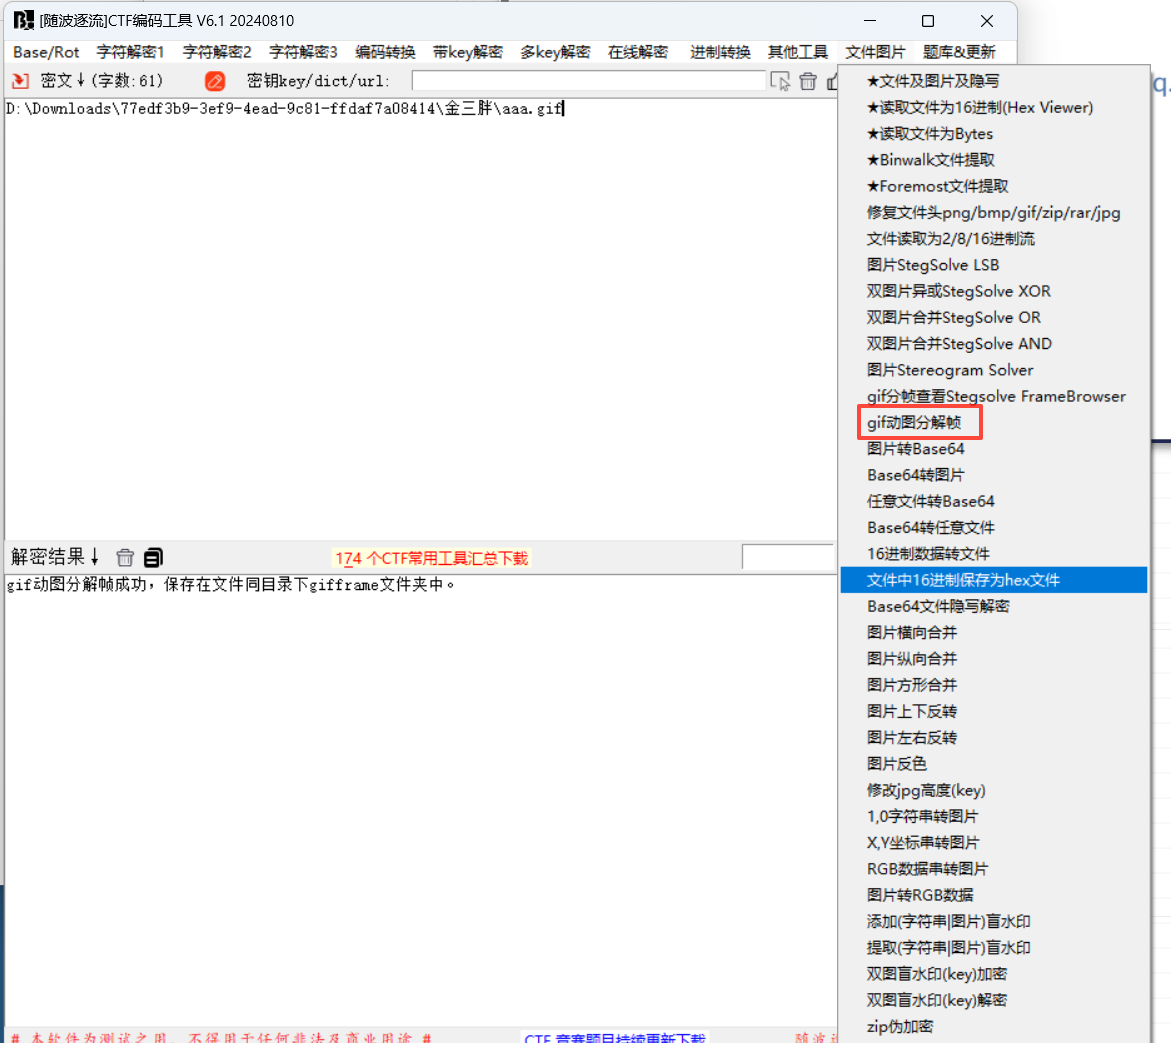 [随波逐流]CTF编码工具 V6.1 20240810
Base/Rot 字符解密1 字符解密2 字符解密3 编码转换 带key解密 多key解密 在线解密 进制转换 其他工具 文件图片 题库&更新
密文↓(字数:61) 密钥key/dict/url:
D:\Downloads\77edf3b9-3ef9-4ead-9c81-ffdaf7a08414\金三胖\aaa.gif
★文件及图片及隐写
★读取文件为16进制(Hex Viewer)
★读取文件为Bytes
★Binwalk文件提取
★Foremost文件提取
修复文件头png/bmp/gif/zip/rar/jpg
文件读取为2/8/16进制流
图片StegSolve LSB
双图片异或StegSolve XOR
双图片合并StegSolve OR
双图片合并StegSolve AND
图片Stereogram Solver
gif分帧查看Stegsolve FrameBrowser
gif动图分解帧
图片转Base64
Base64转图片
任意文件转Base64
Base64转任意文件
16进制数据转文件
文件中16进制保存为hex文件
Base64文件隐写解密
图片横向合并
图片纵向合并
图片方形合并
图片上下反转
图片左右反转
图片反色
修改jpg高度(key)
1,0字符串转图片
X,Y坐标串转图片
RGB数据串转图片
图片转RGB数据
添加(字符串|图片)盲水印
提取(字符串|图片)盲水印
双图盲水印(key)加密
双图盲水印(key)解密
zip伪加密
解密结果↓ 174 个CTF常用工具汇总下载
gif动图分解帧成功，保存在文件同目录下gifframe文件夹中。
# 本软件为测试之用，不得用于任何非法及商业用途 # CTF 竞赛题目持续更新下载 随波
q.